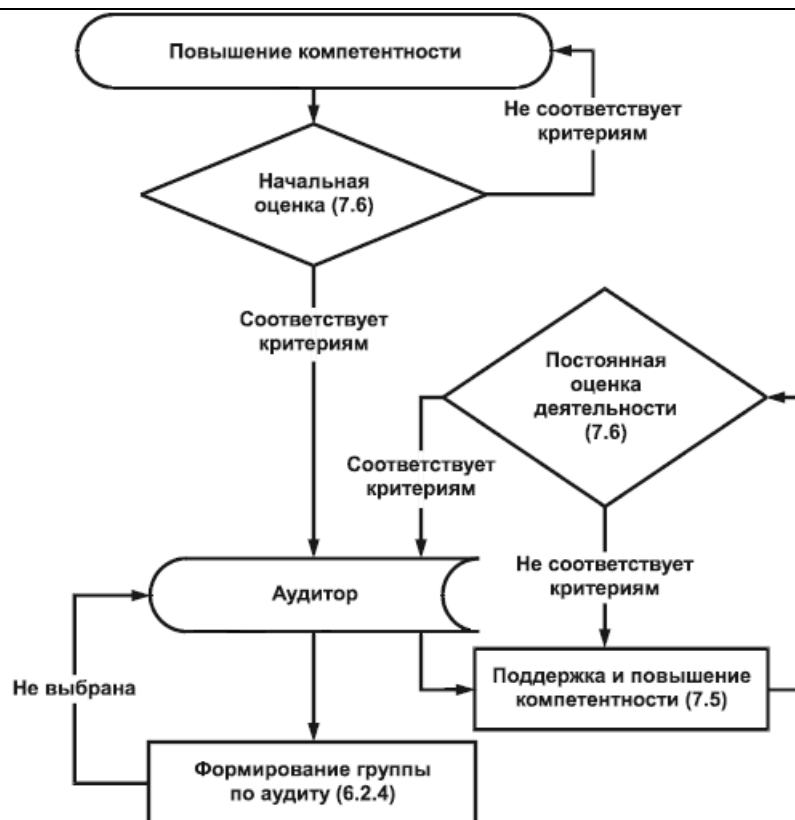 Повышение компетентности
Не соответствует
критериям
Начальная
оценка (7.6)
Соответствует
критериям
Постоянная
оценка
деятельности
(7.6)
Соответствует
критериям
Не соответствует
критериям
Аудитор
Не выбрана
Поддержка и повышение
компетентности (7.5)
Формирование группы
по аудиту (6.2.4)